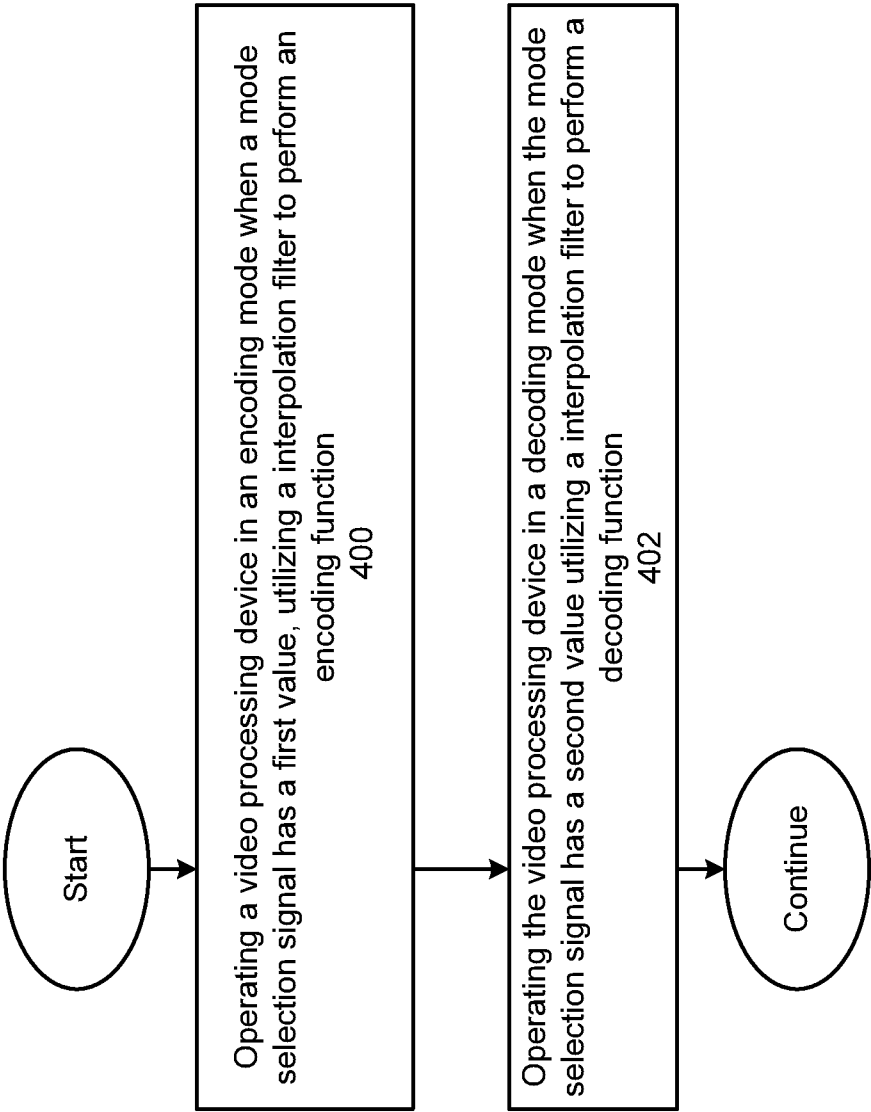 Start
Operating a video processing device in an encoding mode when a mode
selection signal has a first value, utilizing a interpolation filter to perform an
encoding function
400
Operating the video processing device in a decoding mode when the mode
selection signal has a second value utilizing a interpolation filter to perform a
decoding function
402
Continue